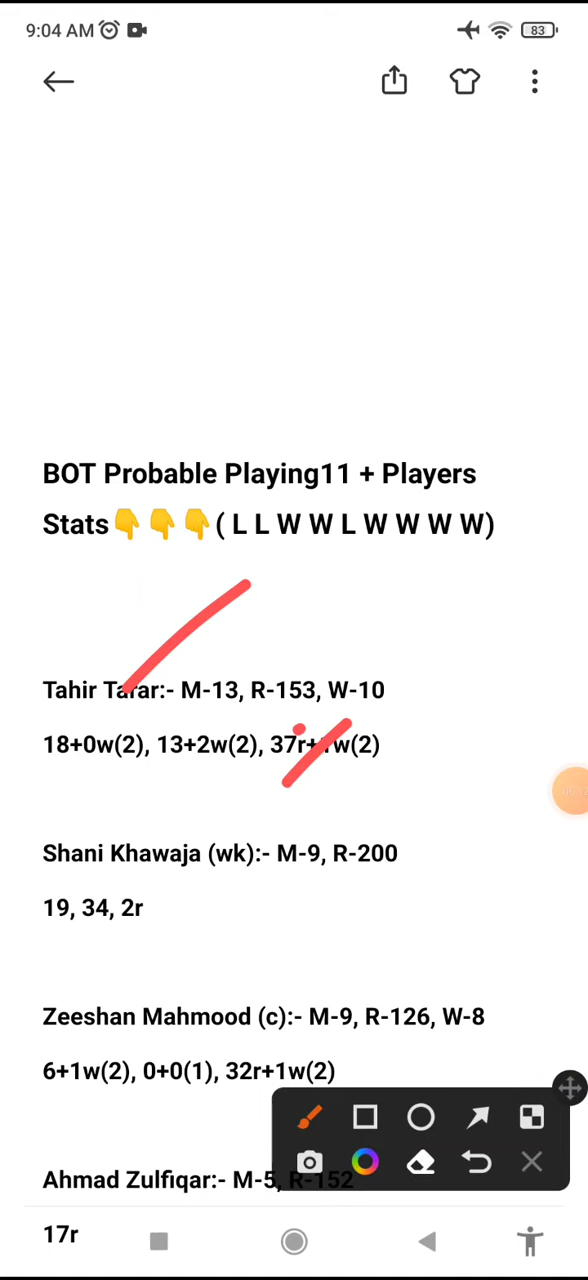 9:04 AM
83
BOT Probable Playing11 + Players
Stats👇👇👇( L L W W L W W W W)
Tahir Tarar:- M-13, R-153, W-10
18+0w(2), 13+2w(2), 37r+1w(2)
Shani Khawaja (wk):- M-9, R-200
19, 34, 2r
Zeeshan Mahmood (c):- M-9, R-126, W-8
6+1w(2), 0+0(1), 32r+1w(2)
Ahmad Zulfiqar:- M-5, R-152
17r